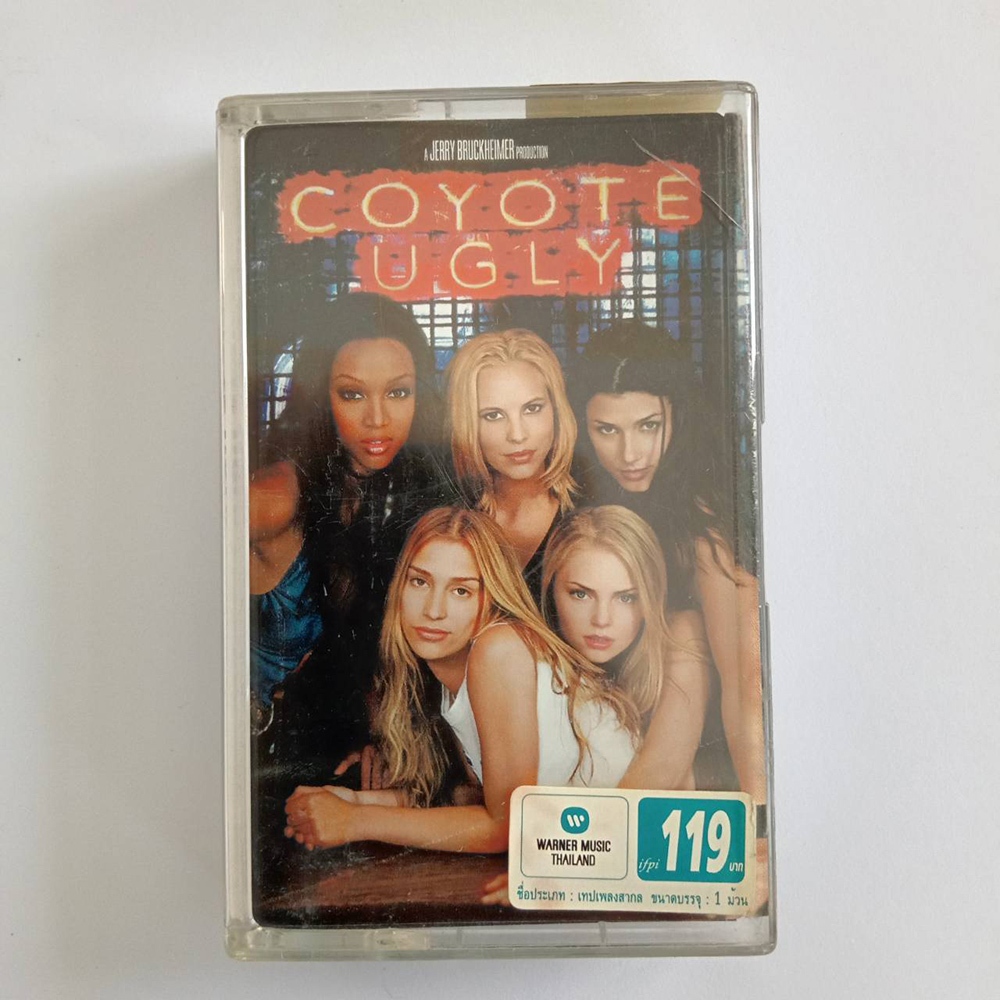 A JERRY BRUCKHEIMER PRODUCTION
COYOTE
UGLY
WARNER MUSIC
THAILAND
ifpi 119 บาท
ชื่อประเภท : เทปเพลงสากล ขนาดบรรจุ : 1 ม้วน